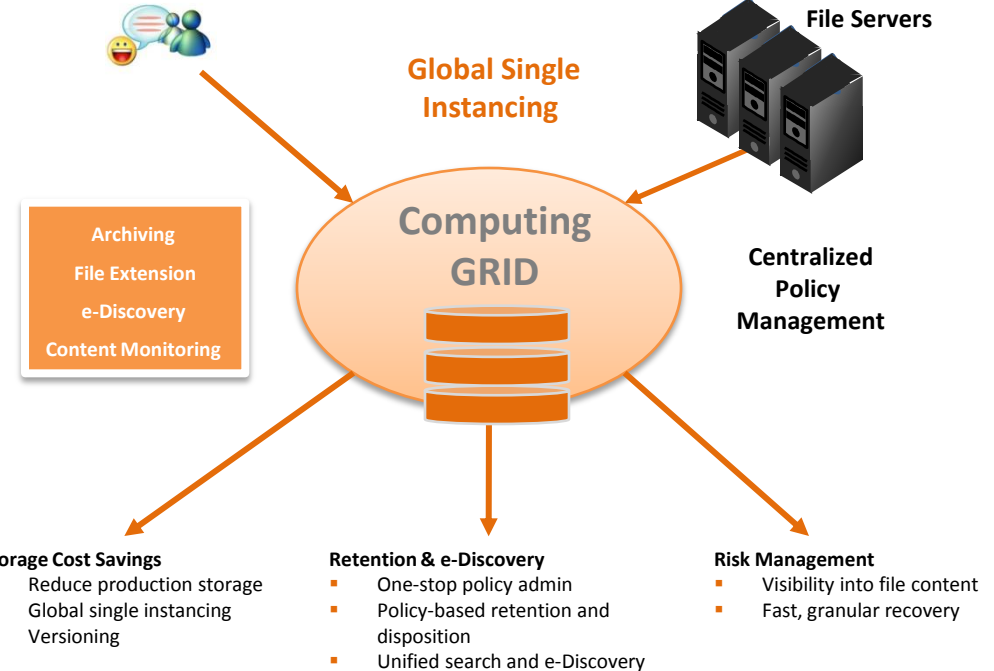 File Servers
Global Single
Instancing
Computing
GRID
Archiving
File Extension
e-Discovery
Content Monitoring
Centralized
Policy
Management
orage Cost Savings
Reduce production storage
Global single instancing
Versioning
Retention & e-Discovery
▪ One-stop policy admin
▪ Policy-based retention and
disposition
▪ Unified search and e-Discovery
Risk Management
▪ Visibility into file content
▪ Fast, granular recovery